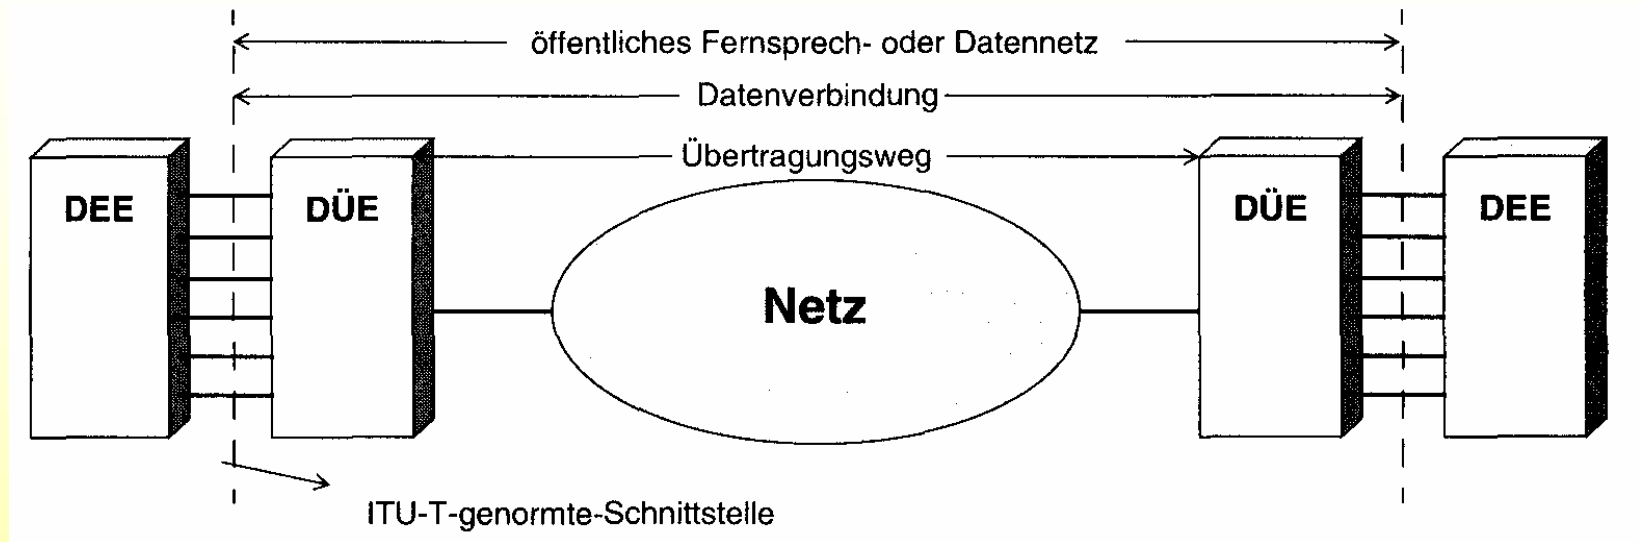 öffentliches Fernsprech- oder Datennetz
Datenverbindung
Übertragungsweg
DEE
DÜE
DÜE
DEE
Netz
ITU-T-genormte-Schnittstelle